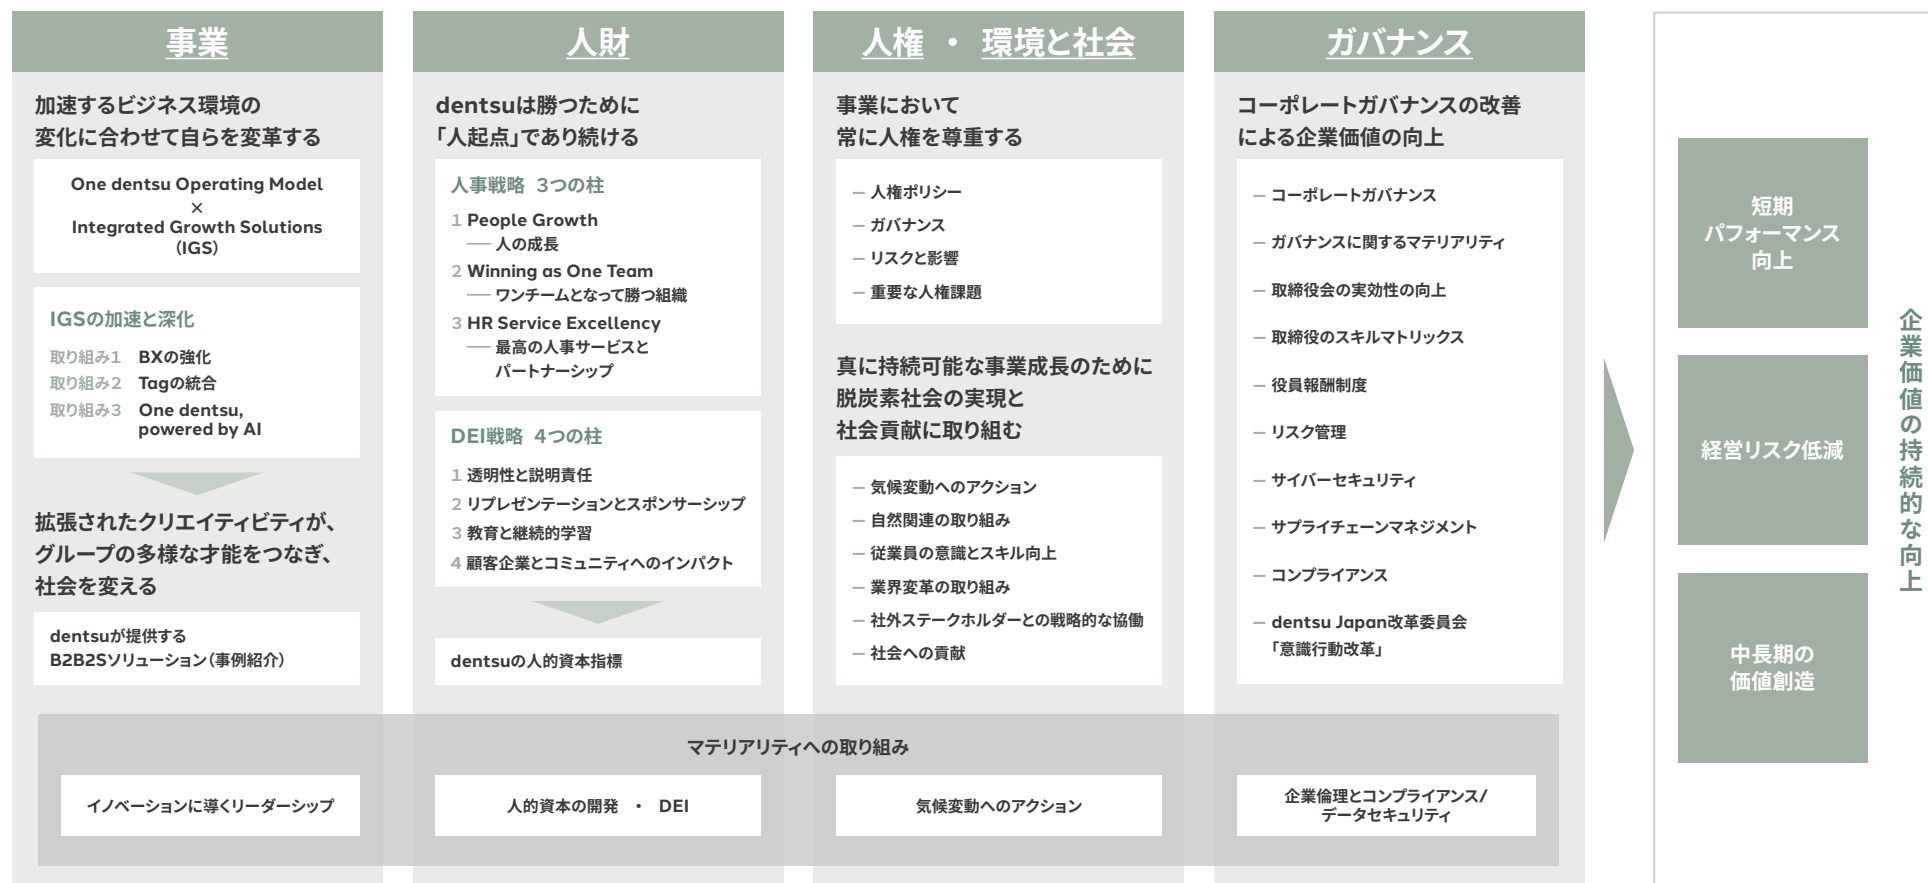 事業
加速するビジネス環境の
変化に合わせて自らを変革する
One dentsu Operating Model
×
Integrated Growth Solutions
（IGS）
IGSの加速と深化
取り組み1 BXの強化
取り組み2 Tagの統合
取り組み3 One dentsu,
powered by AI
拡張されたクリエイティビティが、
グループの多様な才能をつなぎ、
社会を変える
dentsuが提供する
B2B2Sソリューション（事例紹介）
人財
dentsuは勝つために
「人起点」であり続ける
人事戦略 3つの柱
1 People Growth
── 人の成長
2 Winning as One Team
── ワンチームとなって勝つ組織
3 HR Service Excellency
── 最高の人事サービスと
パートナーシップ
DEI戦略 4つの柱
1 透明性と説明責任
2 リプレゼンテーションとスポンサーシップ
3 教育と継続的学習
4 顧客企業とコミュニティへのインパクト
dentsuの人的資本指標
人権 ・ 環境と社会
事業において
常に人権を尊重する
― 人権ポリシー
― ガバナンス
― リスクと影響
― 重要な人権課題
真に持続可能な事業成長のために
脱炭素社会の実現と
社会貢献に取り組む
― 気候変動へのアクション
― 自然関連の取り組み
― 従業員の意識とスキル向上
― 業界変革の取り組み
― 社外ステークホルダーとの戦略的な協働
― 社会への貢献
ガバナンス
コーポレートガバナンスの改善
による企業価値の向上
― コーポレートガバナンス
― ガバナンスに関するマテリアリティ
― 取締役会の実効性の向上
― 取締役のスキルマトリックス
― 役員報酬制度
― リスク管理
― サイバーセキュリティ
― サプライチェーンマネジメント
― コンプライアンス
― dentsu Japan改革委員会
「意識行動改革」
マテリアリティへの取り組み
イノベーションに導くリーダーシップ
人的資本の開発 ・ DEI
気候変動へのアクション
企業倫理とコンプライアンス/
データセキュリティ
短期
パフォーマンス
向上
経営リスク低減
中長期の
価値創造
企業価値の持続的な向上